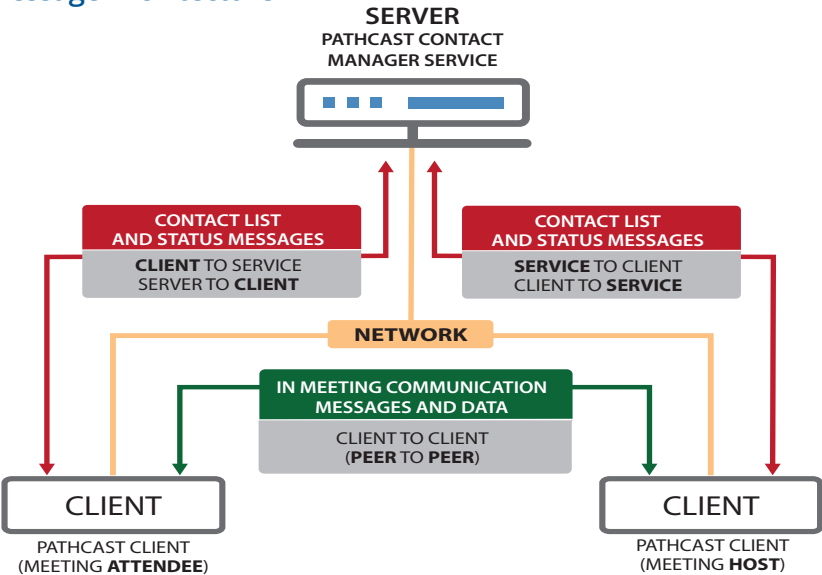 SERVER
PATHCAST CONTACT
MANAGER SERVICE
CONTACT LIST
AND STATUS MESSAGES
CLIENT TO SERVICE
SERVER TO CLIENT
CONTACT LIST
AND STATUS MESSAGES
SERVICE TO CLIENT
CLIENT TO SERVICE
NETWORK
IN MEETING COMMUNICATION
MESSAGES AND DATA
CLIENT TO CLIENT
(PEER TO PEER)
CLIENT
PATHCAST CLIENT
(MEETING ATTENDEE)
CLIENT
PATHCAST CLIENT
(MEETING HOST)